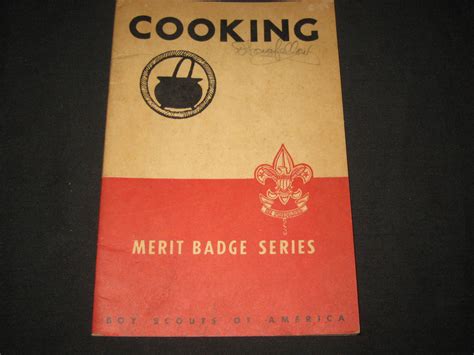 COOKING
MERIT BADGE SERIES
BOY SCOUTS OF AMERICA